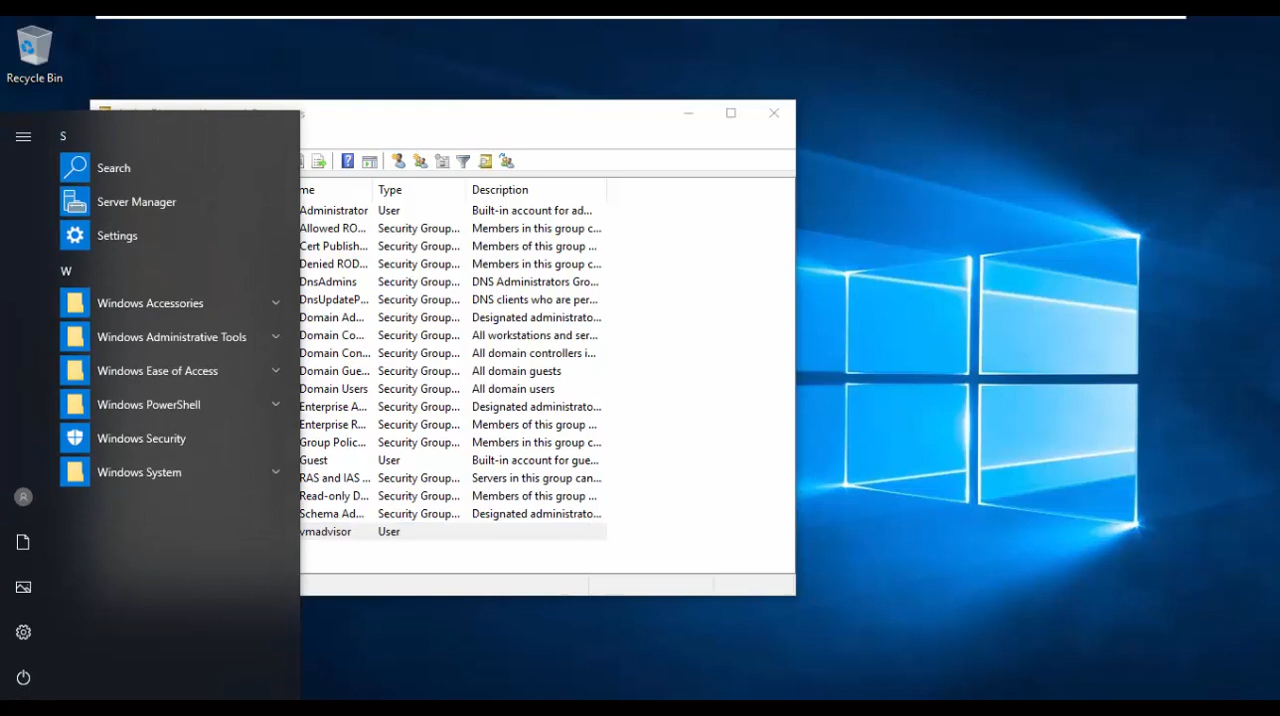 Recycle Bin
S
Search
Server Manager
Settings
W
Windows Accessories
Windows Administrative Tools
Windows Ease of Access
Windows PowerShell
Windows Security
Windows System
me Type Description
Administrator User Built-in account for ad...
Allowed RO... Security Group... Members in this group c...
Cert Publish... Security Group... Members of this group ...
Denied ROD... Security Group... Members in this group c...
DnsAdmins Security Group... DNS Administrators Gro...
DnsUpdateP... Security Group... DNS clients who are per...
Domain Ad... Security Group... Designated administrato...
Domain Co... Security Group... All workstations and ser...
Domain Con... Security Group... All domain controllers i...
Domain Gue... Security Group... All domain guests
Domain Users Security Group... All domain users
Enterprise A... Security Group... Designated administrato...
Enterprise R... Security Group... Members of this group ...
Group Polic... Security Group... Members in this group c...
Guest User Built-in account for gue...
RAS and IAS ... Security Group... Servers in this group can...
Read-only D... Security Group... Members of this group ...
Schema Ad... Security Group... Designated administrato...
vmadvisor User